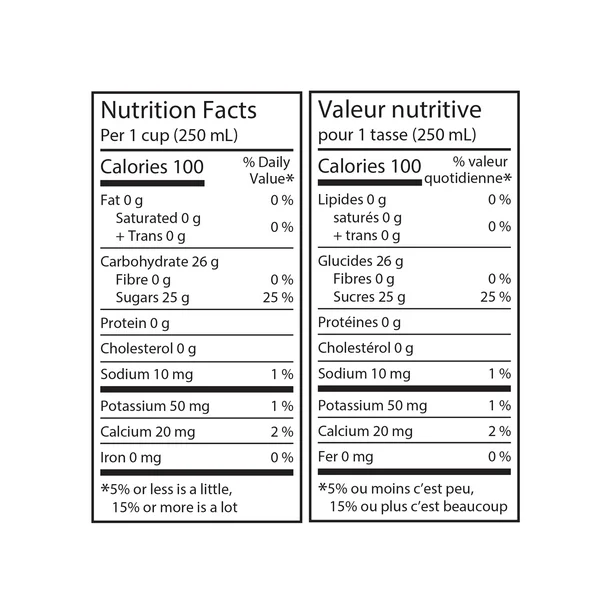 Nutrition Facts
Per 1 cup (250 mL)
Calories 100
% Daily
Value*
Fat 0 g 0 %
Saturated 0 g
+ Trans 0 g
0 %
Carbohydrate 26 g
Fibre 0 g 0 %
Sugars 25 g 25 %
Protein 0 g
Cholesterol 0 g
Sodium 10 mg 1 %
Potassium 50 mg 1 %
Calcium 20 mg 2 %
Iron 0 mg 0 %
*5% or less is a little,
15% or more is a lot
Valeur nutritive
pour 1 tasse (250 mL)
Calories 100
% valeur
quotidienne*
Lipides 0 g 0 %
saturés 0 g
+ trans 0 g
0 %
Glucides 26 g
Fibres 0 g 0 %
Sucres 25 g 25 %
Protéines 0 g
Cholestérol 0 g
Sodium 10 mg 1 %
Potassium 50 mg 1 %
Calcium 20 mg 2 %
Fer 0 mg 0 %
*5% ou moins c’est peu,
15% ou plus c’est beaucoup